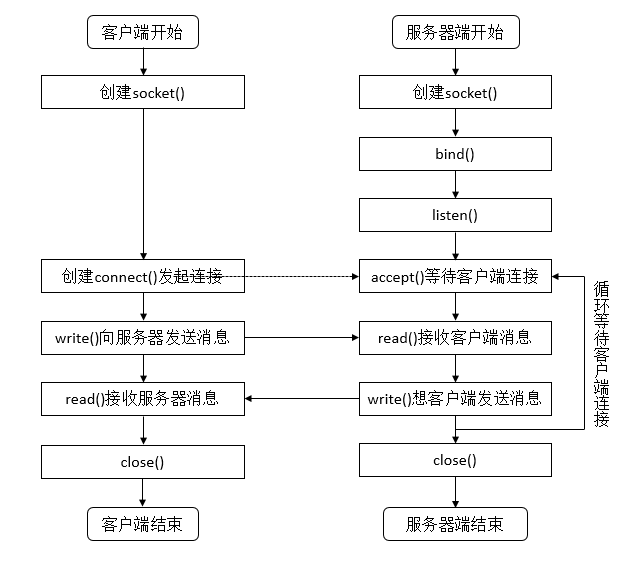 客户端开始
服务器端开始
创建socket()
创建socket()
bind()
listen()
创建connect()发起连接
accept()等待客户端连接
write()向服务器发送消息
read()接收客户端消息
read()接收服务器消息
write()想客户端发送消息
循环等待客户端连接
close()
close()
客户端结束
服务器端结束